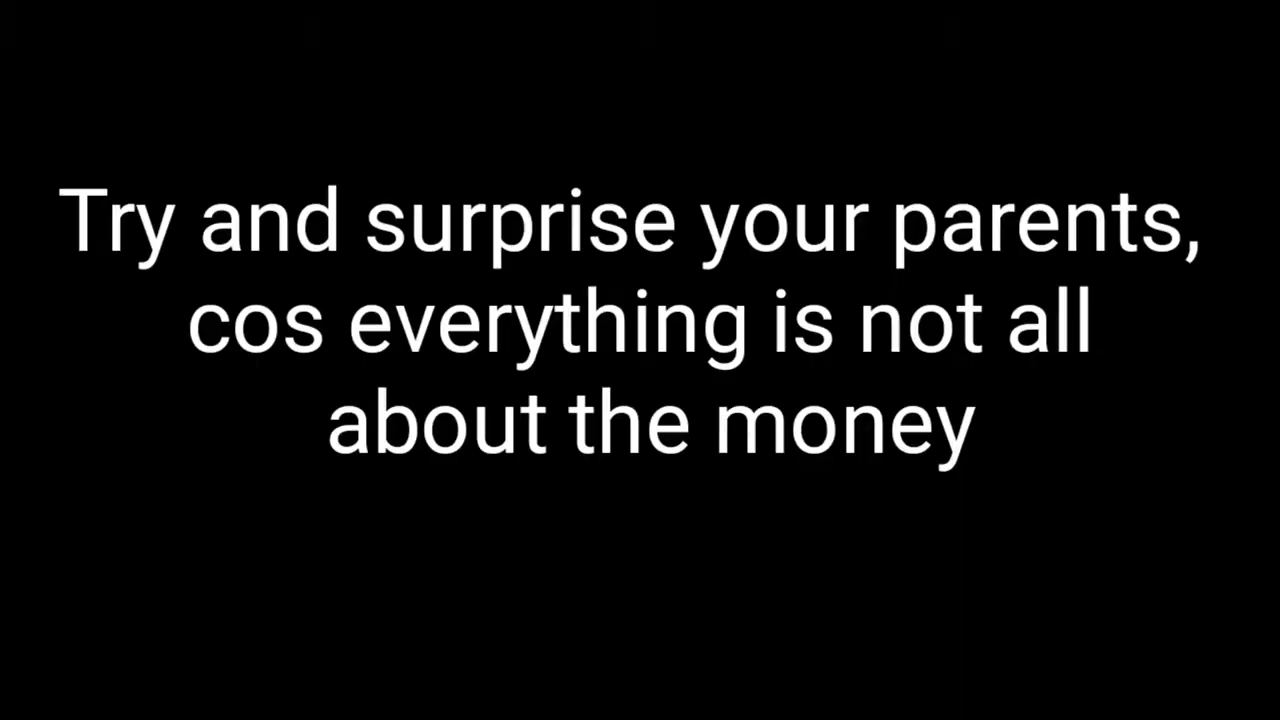 Try and surprise your parents,
cos everything is not all
about the money